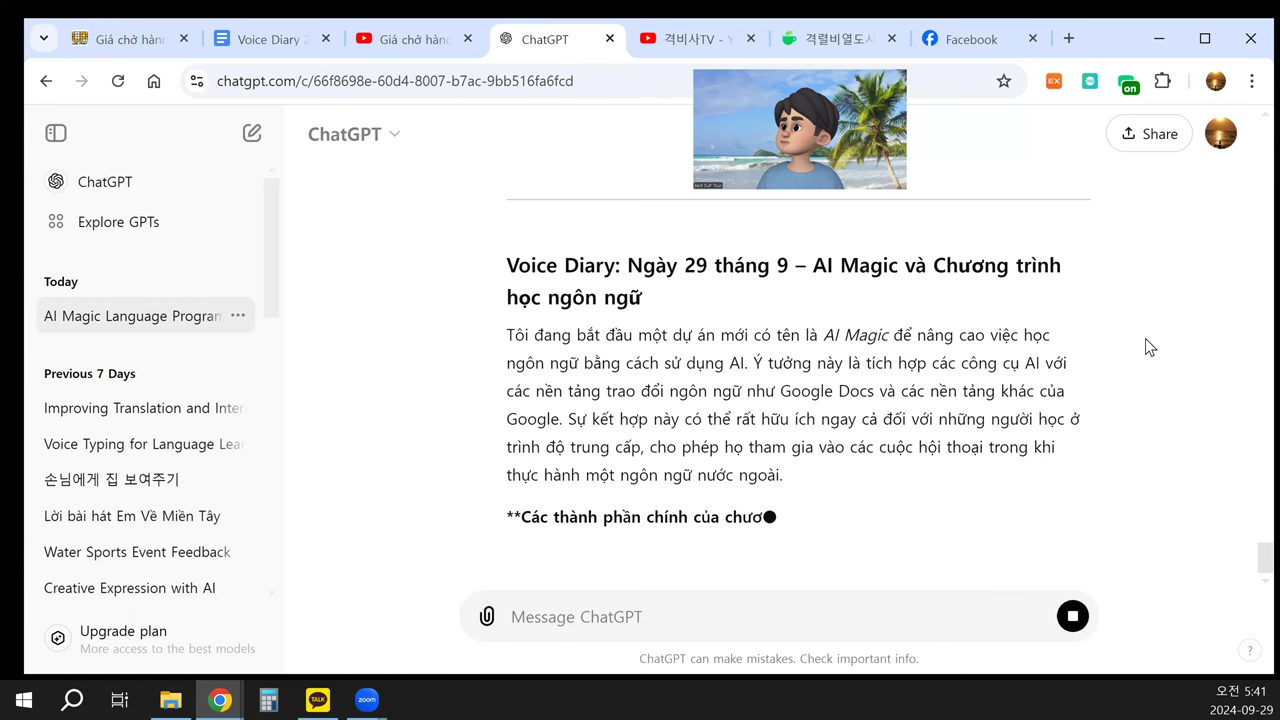 Giá chở hàn
Voice Diary 2
Giá chở hàn
ChatGPT
격비사TV - Y
격렬비열도시
Facebook
chatgpt.com/c/66f8698e-60d4-8007-b7ac-9bb516fa6fcd
on
ChatGPT
Share
ChatGPT
Explore GPTs
Today
AI Magic Language Program
Previous 7 Days
Improving Translation and Inter
Voice Typing for Language Lear
손님에게 집 보여주기
Lời bài hát Em Về Miền Tây
Water Sports Event Feedback
Creative Expression with AI
Upgrade plan
More access to the best models
Voice Diary: Ngày 29 tháng 9 – AI Magic và Chương trình
học ngôn ngữ
Tôi đang bắt đầu một dự án mới có tên là AI Magic để nâng cao việc học
ngôn ngữ bằng cách sử dụng AI. Ý tưởng này là tích hợp các công cụ AI với
các nền tảng trao đổi ngôn ngữ như Google Docs và các nền tảng khác của
Google. Sự kết hợp này có thể rất hữu ích ngay cả đối với những người học ở
trình độ trung cấp, cho phép họ tham gia vào các cuộc hội thoại trong khi
thực hành một ngôn ngữ nước ngoài.
**Các thành phần chính của chươ
Message ChatGPT
ChatGPT can make mistakes. Check important info.
?
TALK
zoom
오전 5:41
2024-09-29